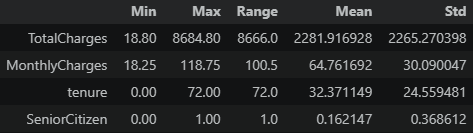 Min Max Range Mean Std
TotalCharges 18.80 8684.80 8666.0 2281.916928 2265.270398
MonthlyCharges 18.25 118.75 100.5 64.761692 30.090047
tenure 0.00 72.00 72.0 32.371149 24.559481
SeniorCitizen 0.00 1.00 1.0 0.162147 0.368612